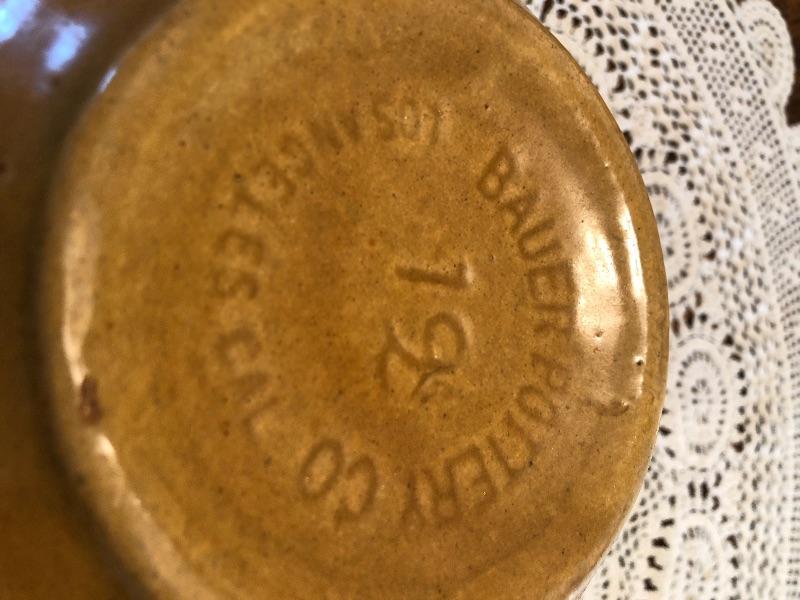 BAUER POTTERY CO
LOS ANGELES CAL
12